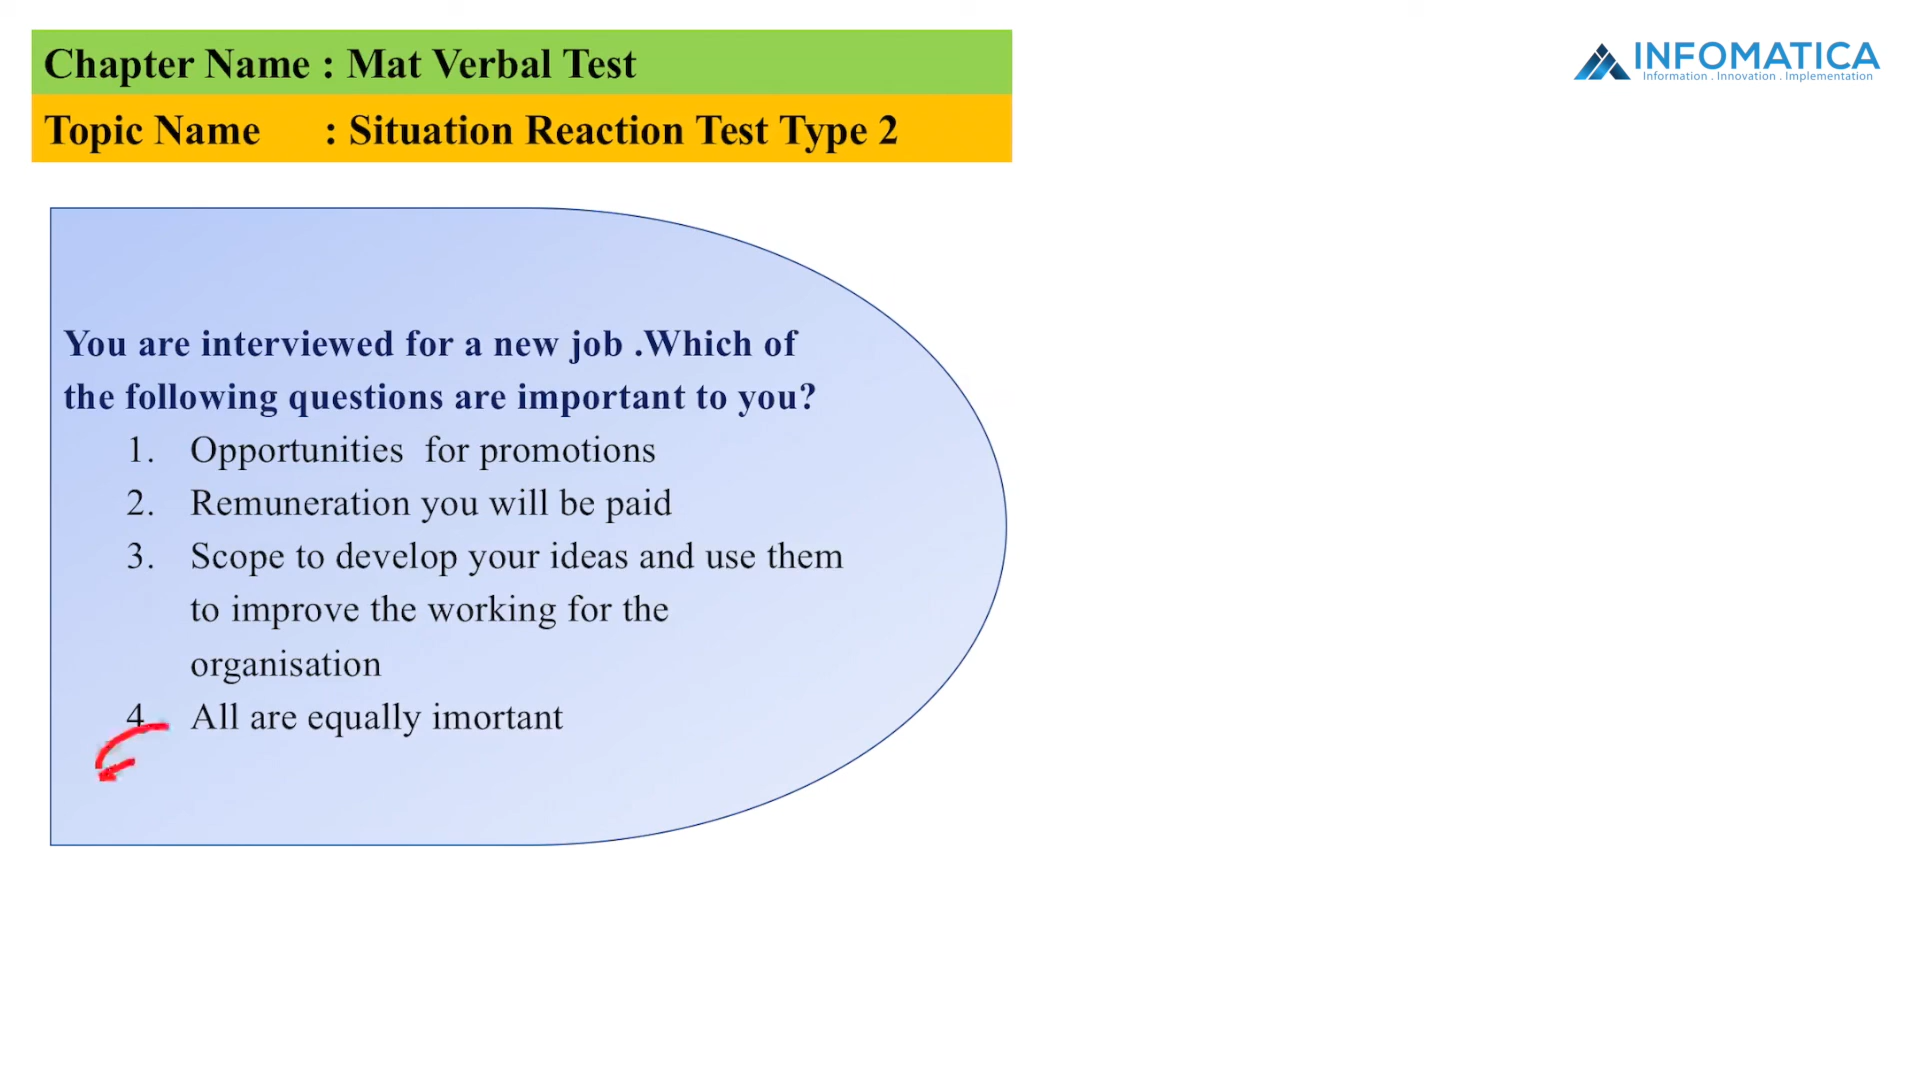 Chapter Name : Mat Verbal Test
INFOMATICA
Information . Innovation . Implementation
Topic Name : Situation Reaction Test Type 2
You are interviewed for a new job .Which of
the following questions are important to you?
1. Opportunities for promotions
2. Remuneration you will be paid
3. Scope to develop your ideas and use them
to improve the working for the
organisation
4. All are equally imortant